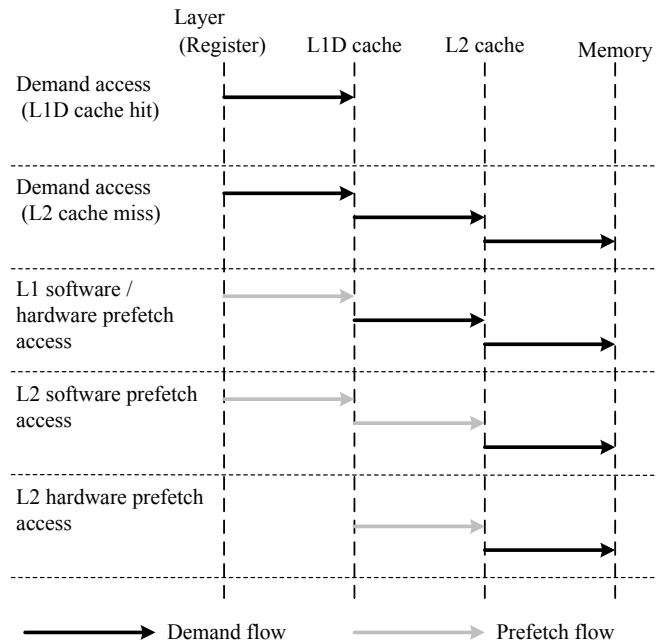 Layer
(Register)
L1D cache
L2 cache
Memory
Demand access
(L1D cache hit)
Demand access
(L2 cache miss)
L1 software /
hardware prefetch
access
L2 software prefetch
access
L2 hardware prefetch
access
Demand flow
Prefetch flow